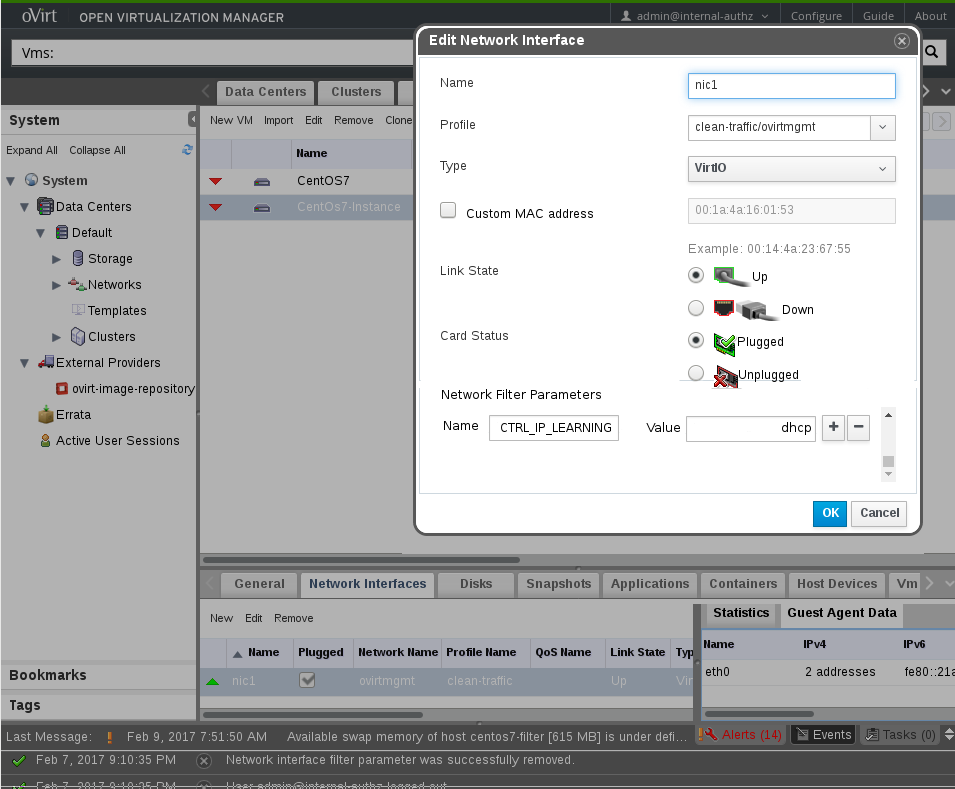 oVirt OPEN VIRTUALIZATION MANAGER admin@internal-authz Configure Guide About
Vms:
Edit Network Interface
Name nic1
Profile clean-traffic/ovirtmgmt
Type VirtIO
Custom MAC address 00:1a:4a:16:01:53
Example: 00:14:4a:23:67:55
Link State
Up
Down
Card Status
Plugged
Unplugged
Network Filter Parameters
Name CTRL_IP_LEARNING Value dhcp + −
OK Cancel
Data Centers Clusters
System
New VM Import Edit Remove Clone
Expand All Collapse All
Name
CentOS7
CentOs7-Instance
System
Data Centers
Default
Storage
Networks
Templates
Clusters
External Providers
ovirt-image-repository
Errata
Active User Sessions
Bookmarks
Tags
General Network Interfaces Disks Snapshots Applications Containers Host Devices Vm
New Edit Remove
Name Plugged Network Name Profile Name QoS Name Link State Typ
nic1 ovirtmgmt clean-traffic Up Vir
Statistics Guest Agent Data
Name IPv4 IPv6
eth0 2 addresses fe80::21a
Last Message: Feb 9, 2017 7:51:50 AM Available swap memory of host centos7-filter [615 MB] is under defi... Alerts (14) Events Tasks (0)
Feb 7, 2017 9:10:35 PM Network interface filter parameter was successfully removed.
Feb 7, 2017 9:10:25 PM User admin@internal-authz logged out